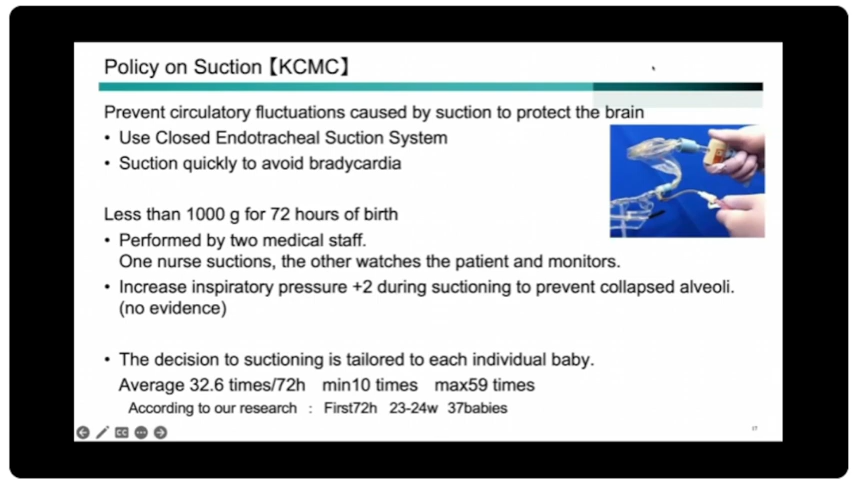 Policy on Suction【KCMC】
Prevent circulatory fluctuations caused by suction to protect the brain
• Use Closed Endotracheal Suction System
• Suction quickly to avoid bradycardia
Less than 1000 g for 72 hours of birth
• Performed by two medical staff.
One nurse suctions, the other watches the patient and monitors.
• Increase inspiratory pressure +2 during suctioning to prevent collapsed alveoli.
(no evidence)
• The decision to suctioning is tailored to each individual baby.
Average 32.6 times/72h min10 times max59 times
According to our research : First72h 23-24w 37babies
CC